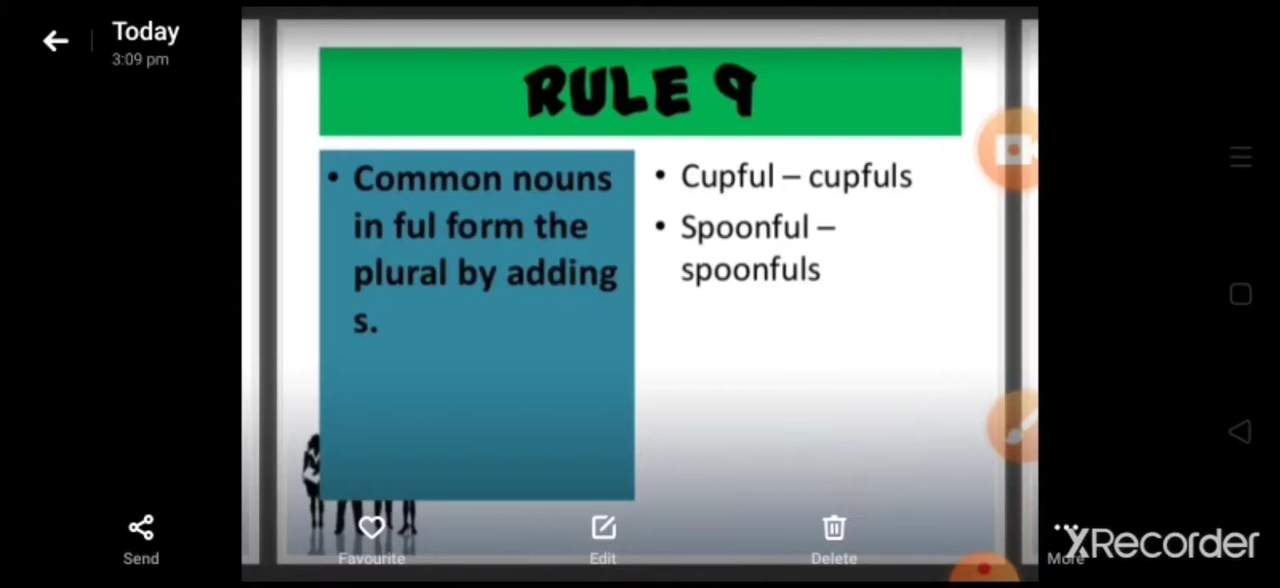 Today
3:09 pm
RULE 9
• Common nouns
in ful form the
plural by adding
s.
• Cupful – cupfuls
• Spoonful –
spoonfuls
Send
Favourite
Edit
Delete
More
XRecorder